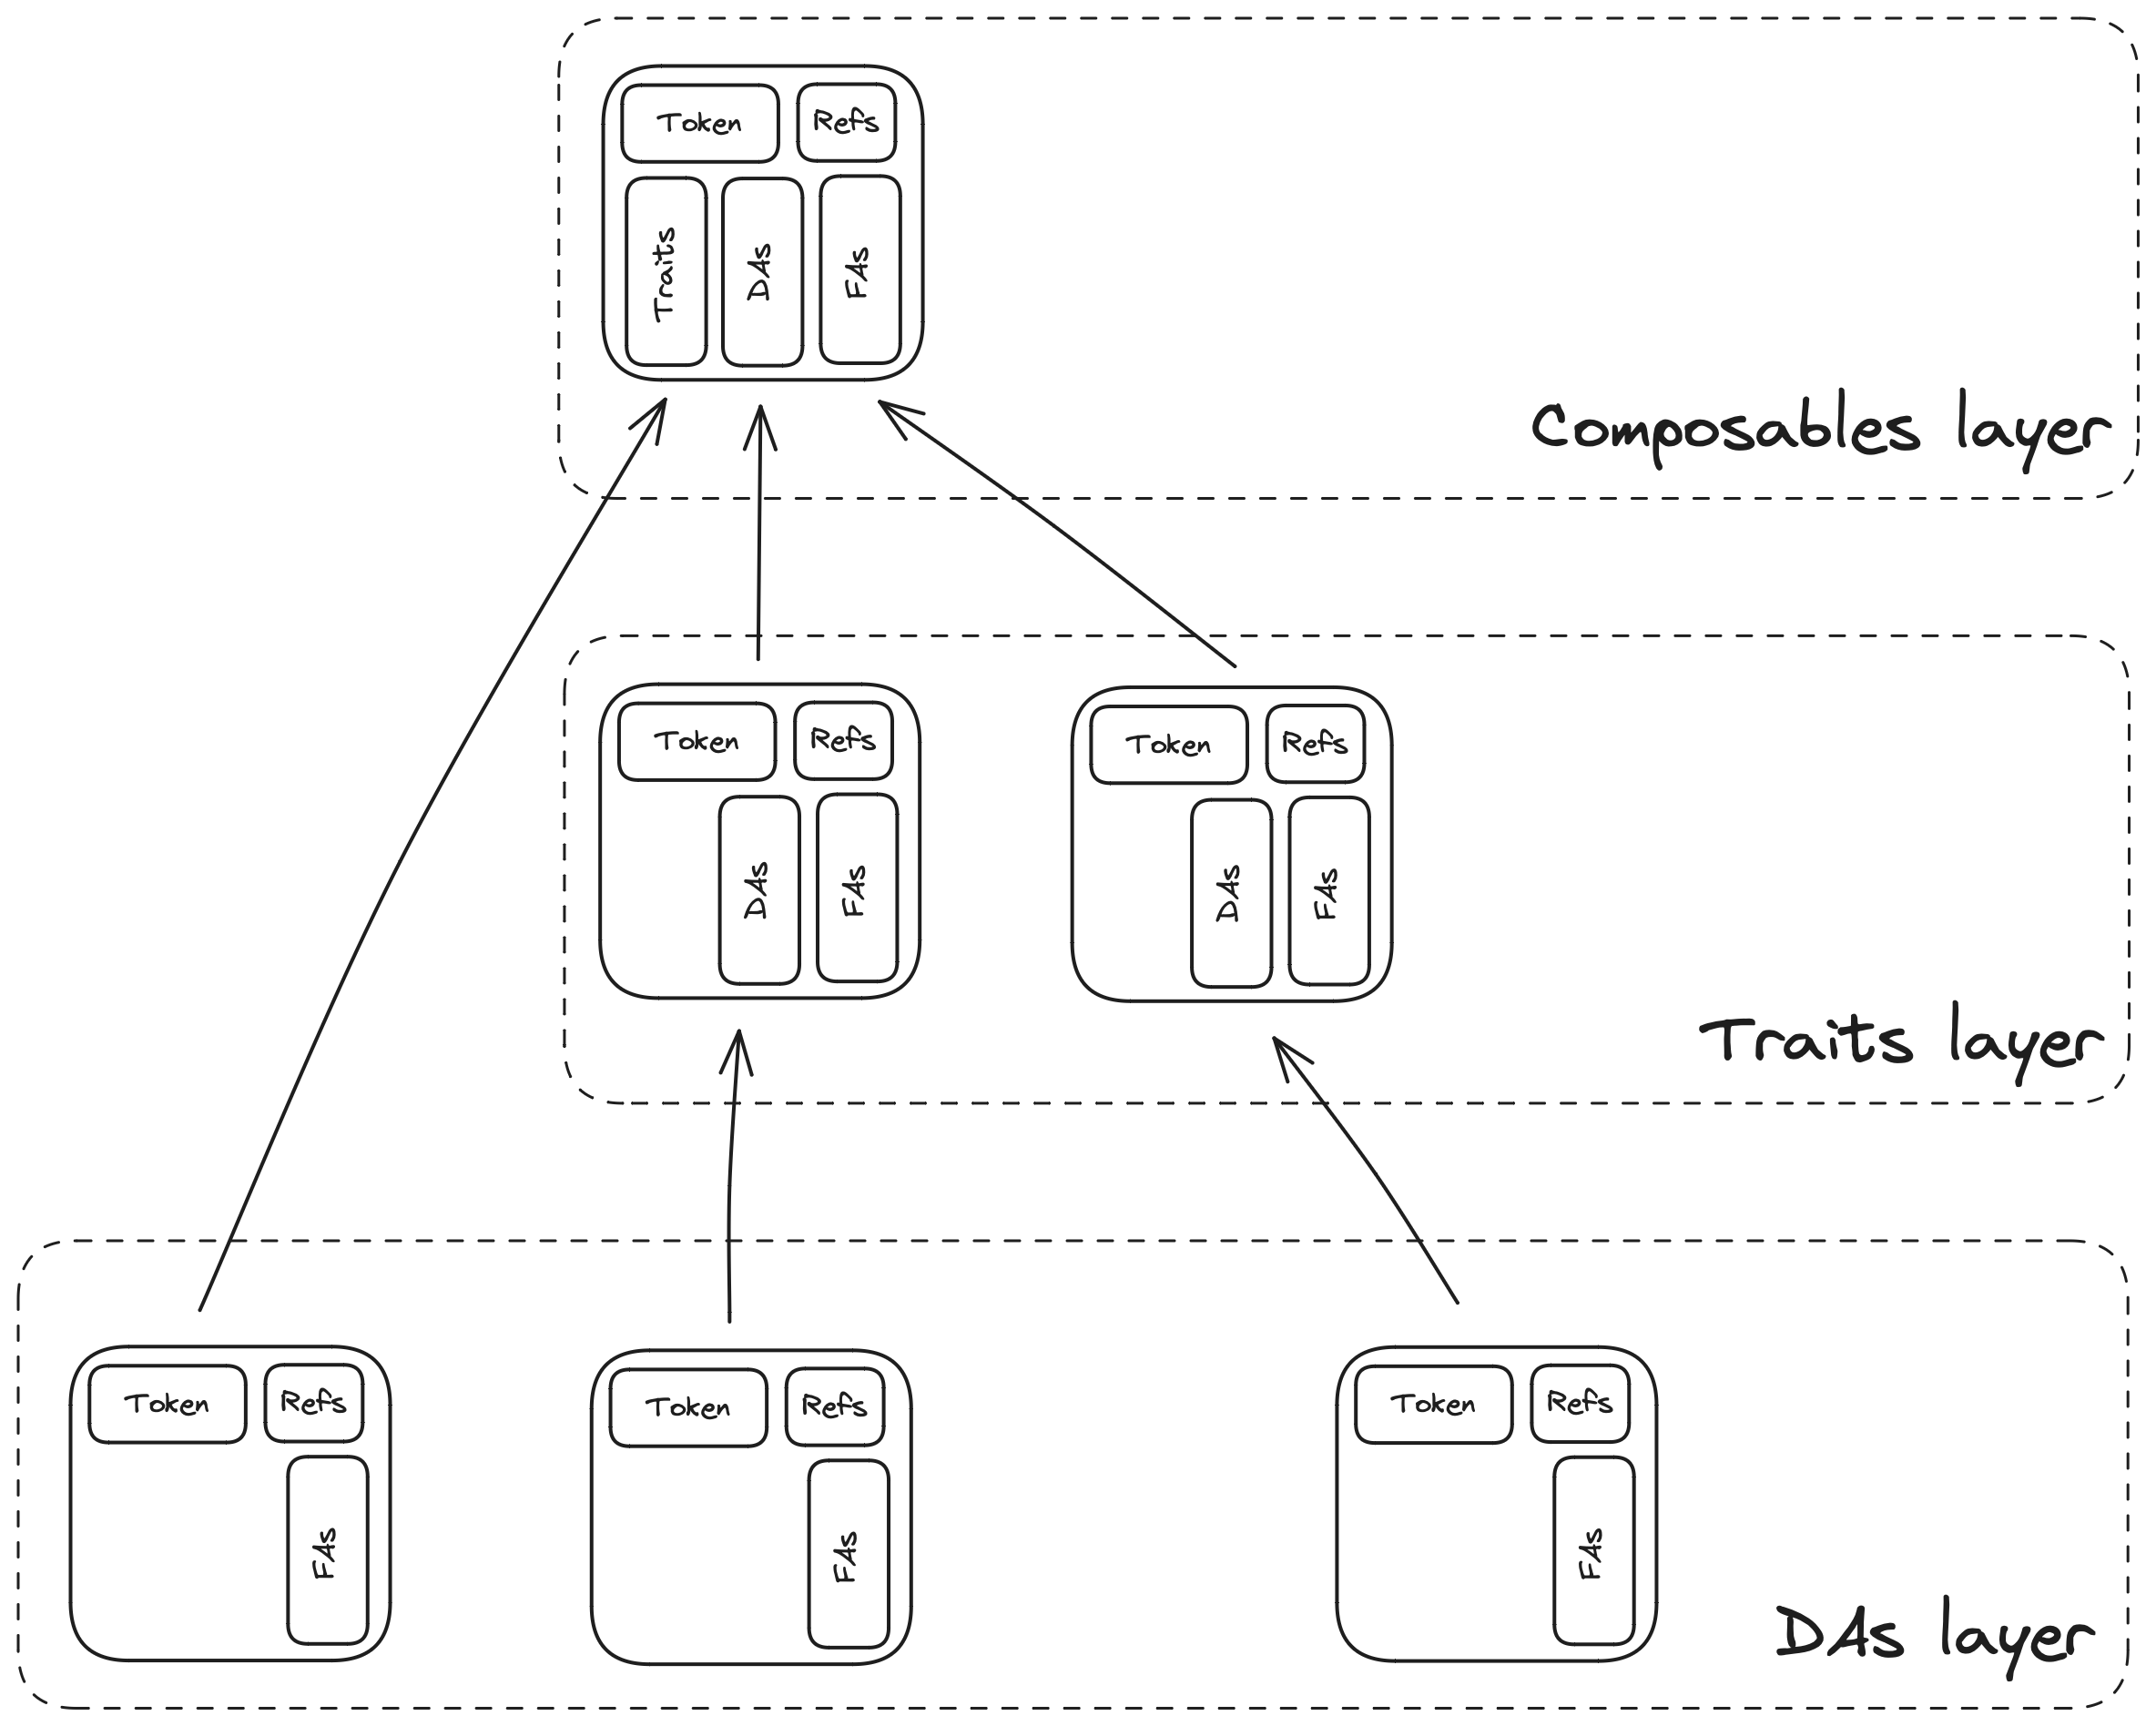 Token
Refs
Traits
DAs
FAs
Composables layer
Token
Refs
DAs
FAs
Token
Refs
DAs
FAs
Traits layer
Token
Refs
FAs
Token
Refs
FAs
Token
Refs
FAs
DAs layer